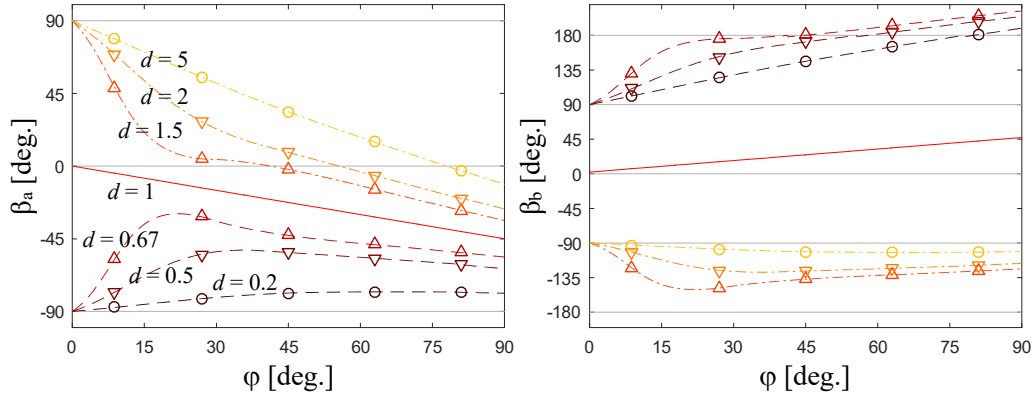 90
45
0
-45
-90
β_a [deg.]
d = 5
d = 2
d = 1.5
d = 1
d = 0.67
d = 0.5
d = 0.2
0 15 30 45 60 75 90
φ [deg.]
180
135
90
45
0
-45
-90
-135
-180
β_b [deg.]
0 15 30 45 60 75 90
φ [deg.]